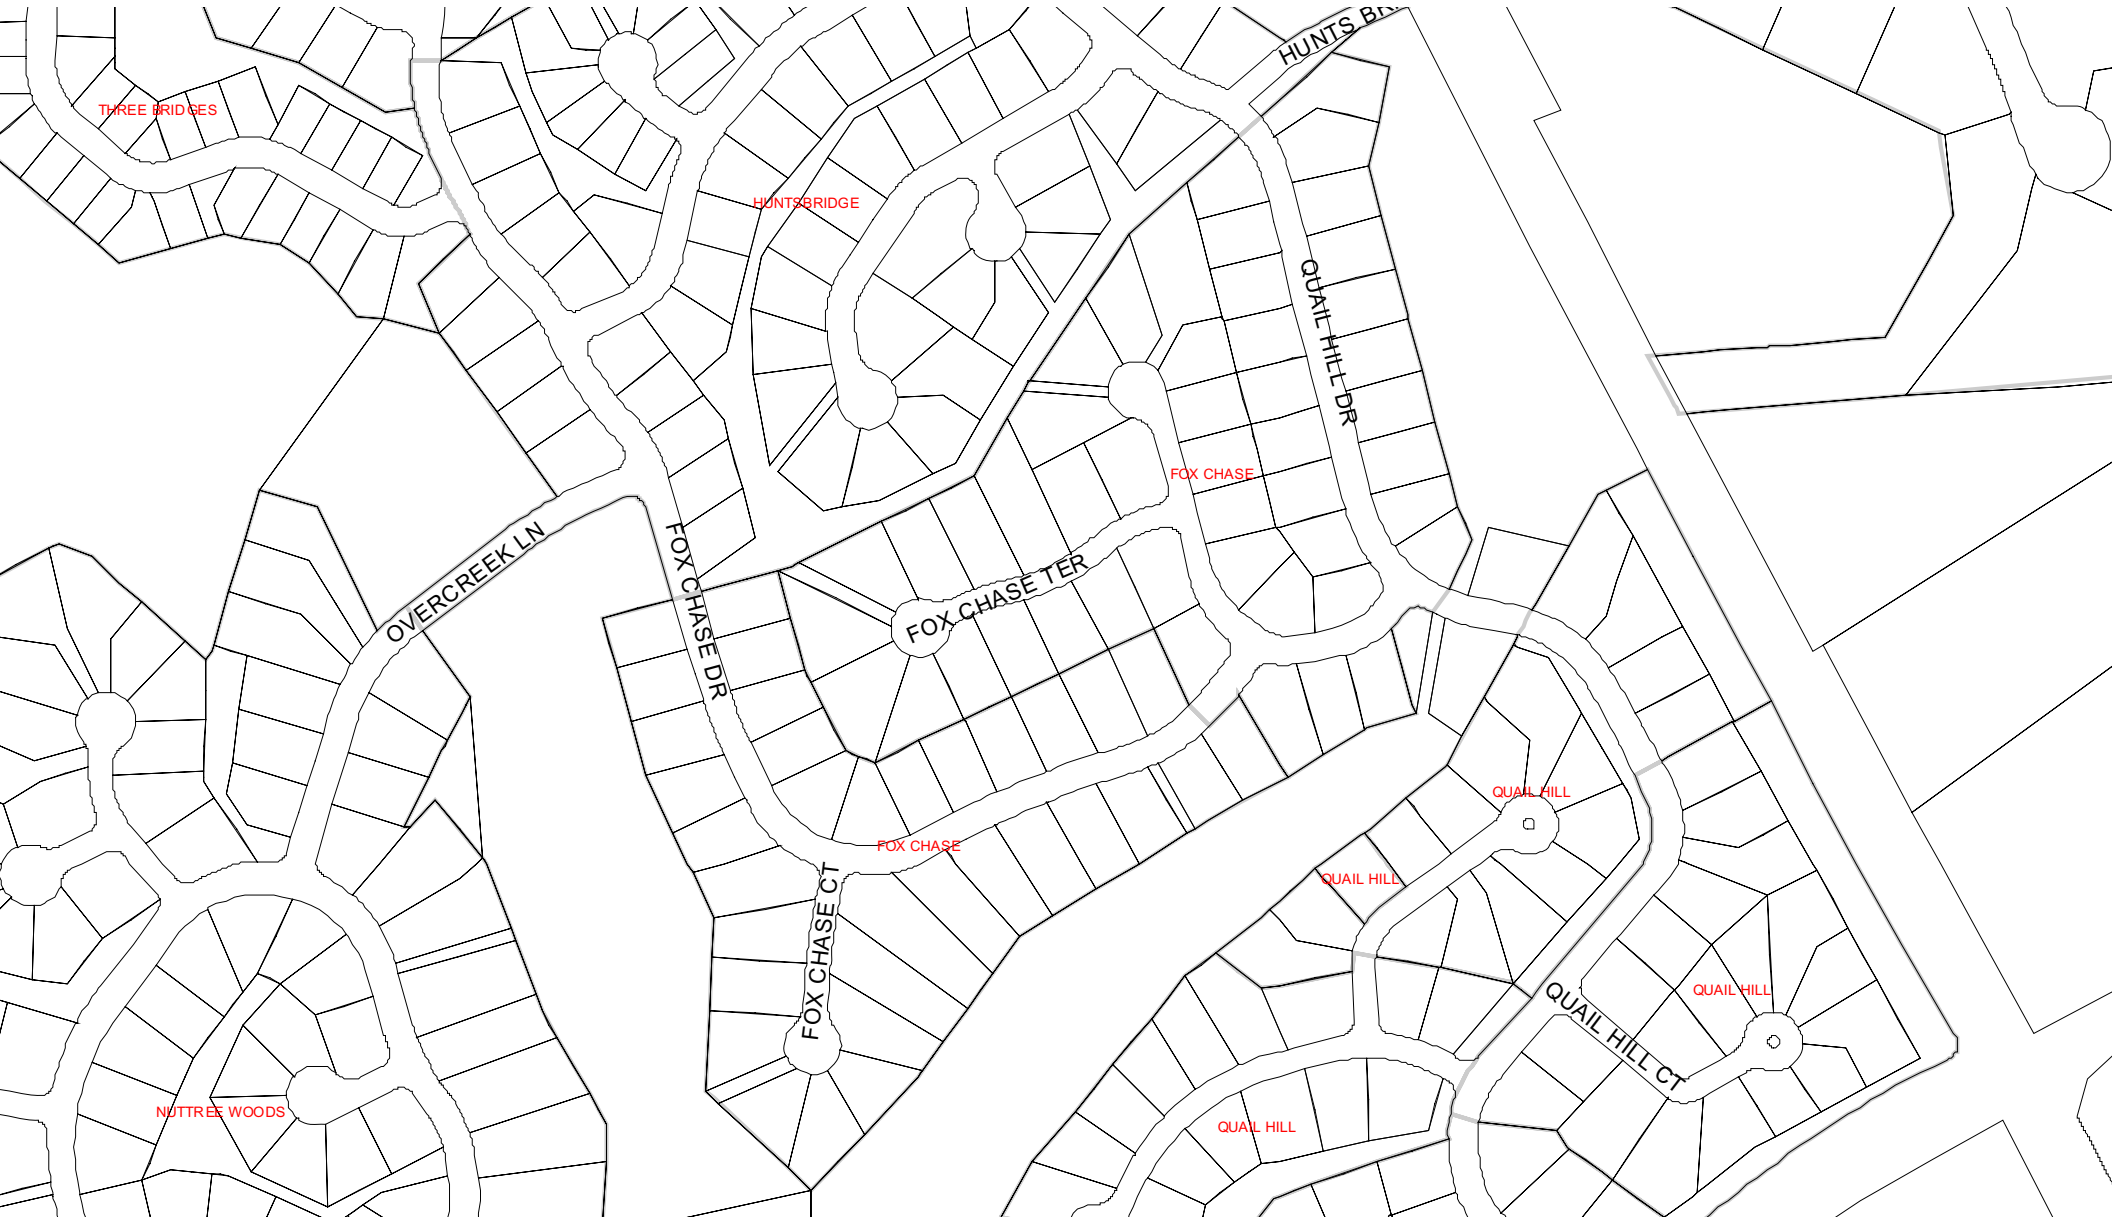 HUNTS BR
THREE BRIDGES
HUNTSBRIDGE
QUAIL HILL DR
FOX CHASE
OVERCREEK LN
FOX CHASE DR
FOX CHASE TER
QUAIL HILL
FOX CHASE
QUAIL HILL
FOX CHASE CT
QUAIL HILL
QUAIL HILL CT
NUTTREE WOODS
QUAIL HILL